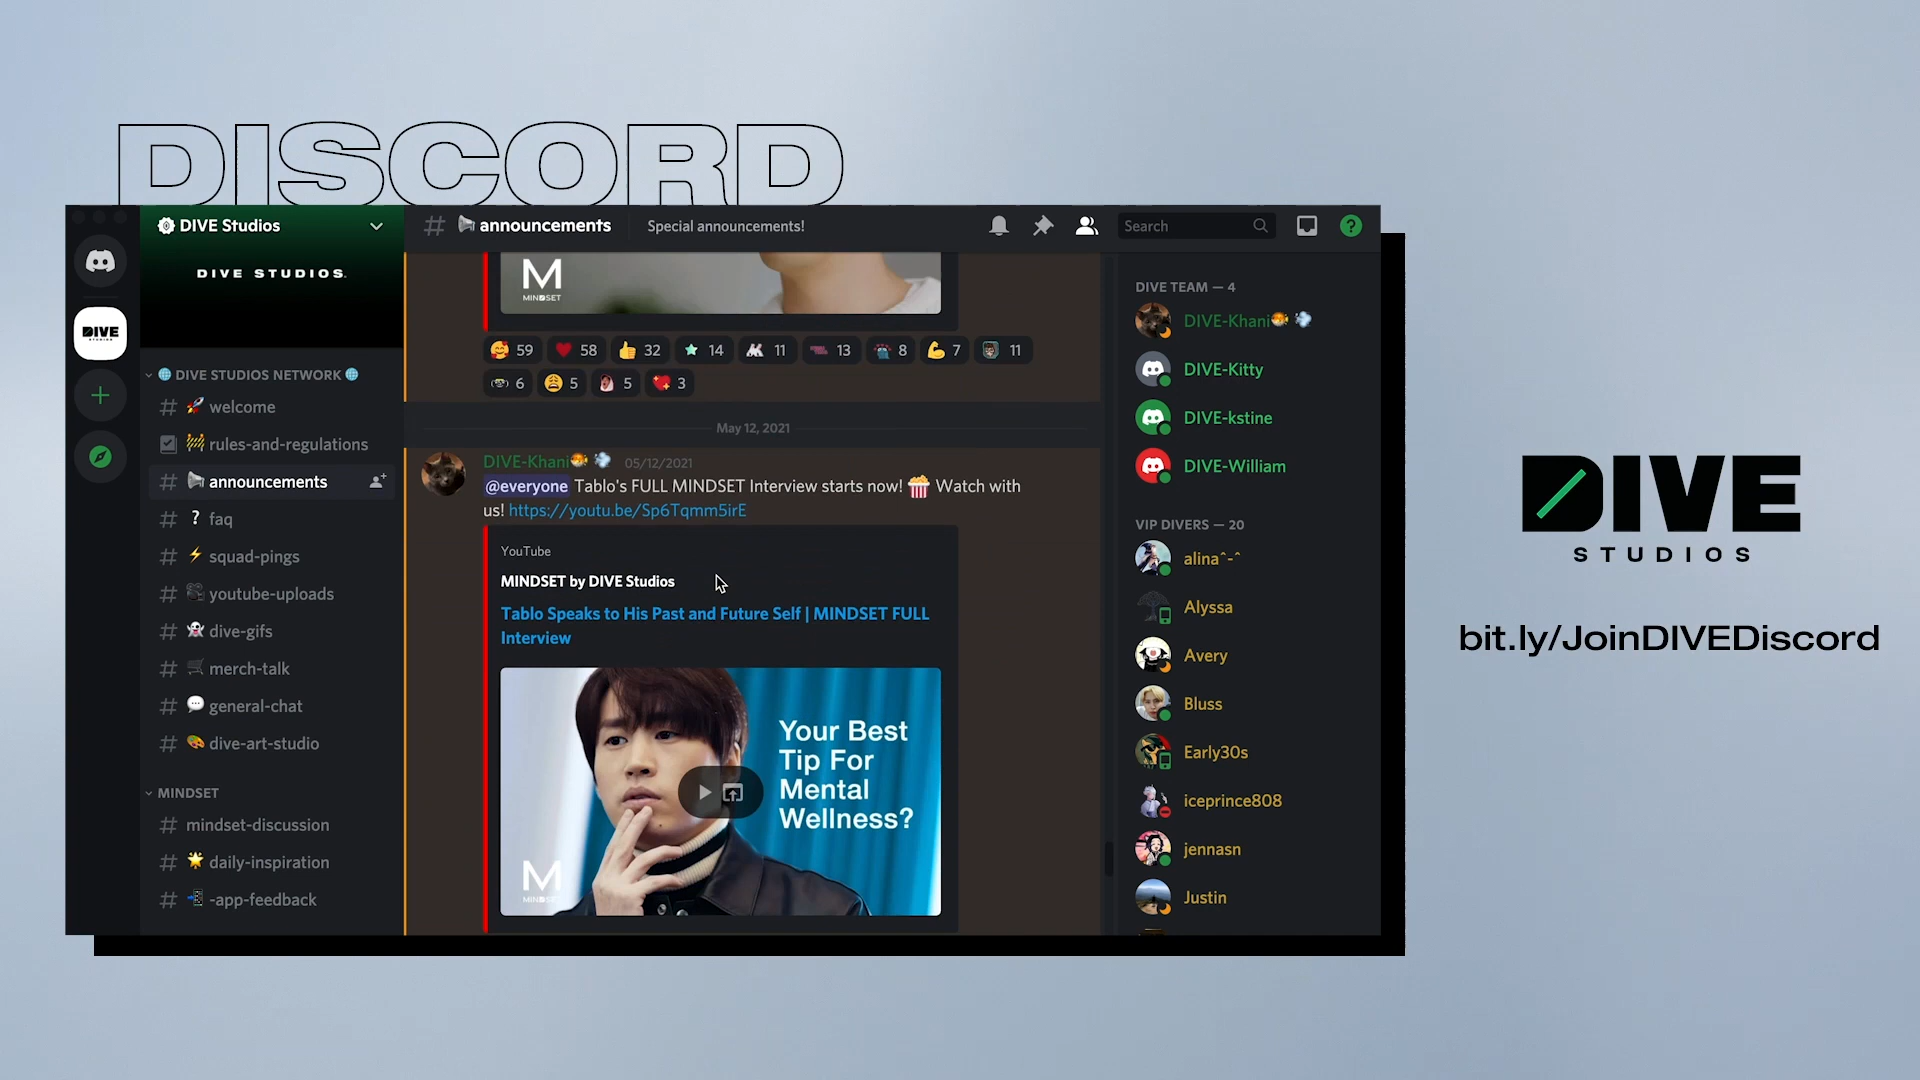 DISCORD
DIVE Studios
announcements
Special announcements!
Search
DIVE STUDIOS.
M
MINDSET
DIVE
STUDIOS
59
58
32
14
11
13
8
7
11
6
5
5
3
DIVE STUDIOS NETWORK
# welcome
rules-and-regulations
# announcements
# ? faq
# squad-pings
# youtube-uploads
# dive-gifs
# merch-talk
# general-chat
# dive-art-studio
MINDSET
# mindset-discussion
# daily-inspiration
# -app-feedback
May 12, 2021
DIVE-Khani 05/12/2021
@everyone Tablo's FULL MINDSET Interview starts now! 🍿 Watch with
us! https://youtu.be/Sp6Tqmm5irE
YouTube
MINDSET by DIVE Studios
Tablo Speaks to His Past and Future Self | MINDSET FULL
Interview
Your Best
Tip For
Mental
Wellness?
M
MINDSET
DIVE TEAM — 4
DIVE-Khani
DIVE-Kitty
DIVE-kstine
DIVE-William
VIP DIVERS — 20
alina^-^
Alyssa
Avery
Bluss
Early30s
iceprince808
jennasn
Justin
DIVE
STUDIOS
bit.ly/JoinDIVEDiscord